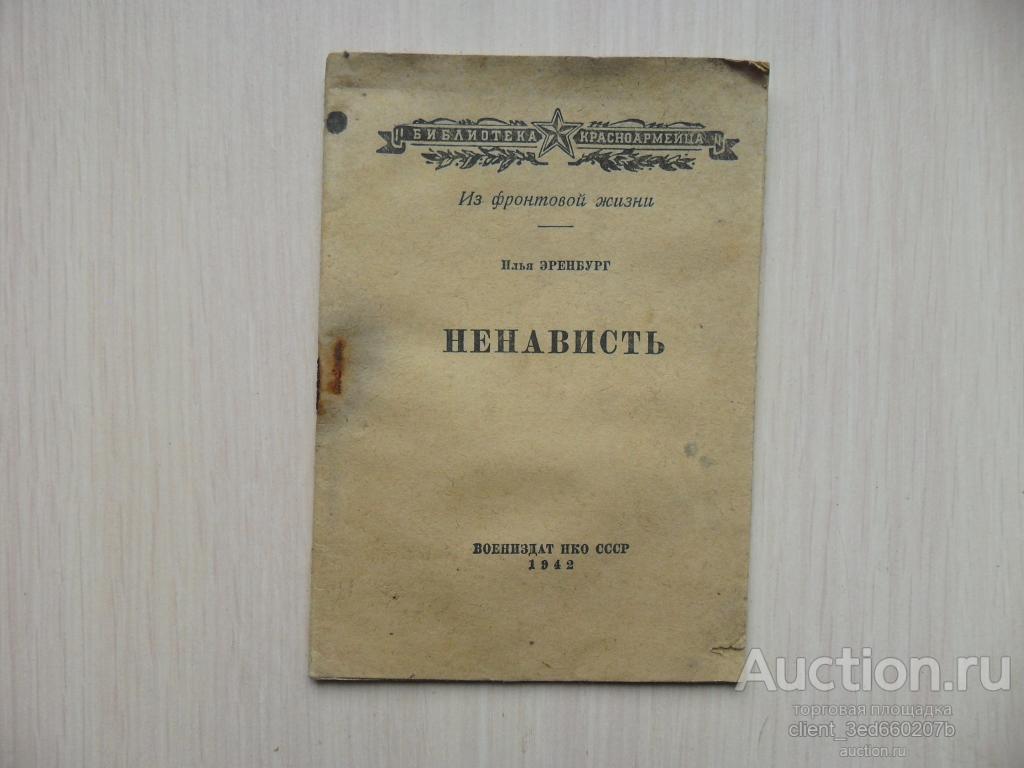 БИБЛИОТЕКА КРАСНОАРМЕЙЦА
Из фронтовой жизни
Илья ЭРЕНБУРГ
НЕНАВИСТЬ
ВОЕНИЗДАТ НКО СССР
1942
Auction.ru
торговая площадка
client_3ed660207b
auction.ru